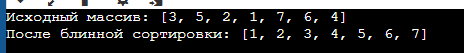 Исходный массив: [3, 5, 2, 1, 7, 6, 4]
После блинной сортировки: [1, 2, 3, 4, 5, 6, 7]